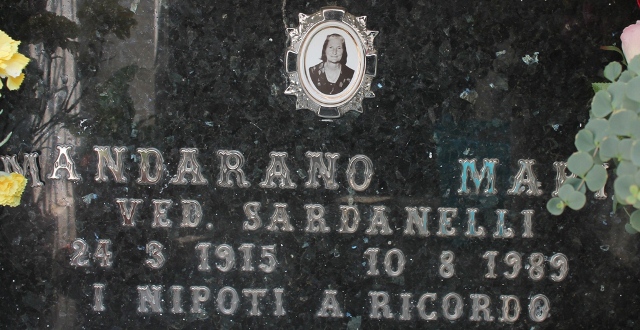 MANDARANO
VED. SARDANELLI
24 3 1915 10 8 1989
I NIPOTI A RICORDO